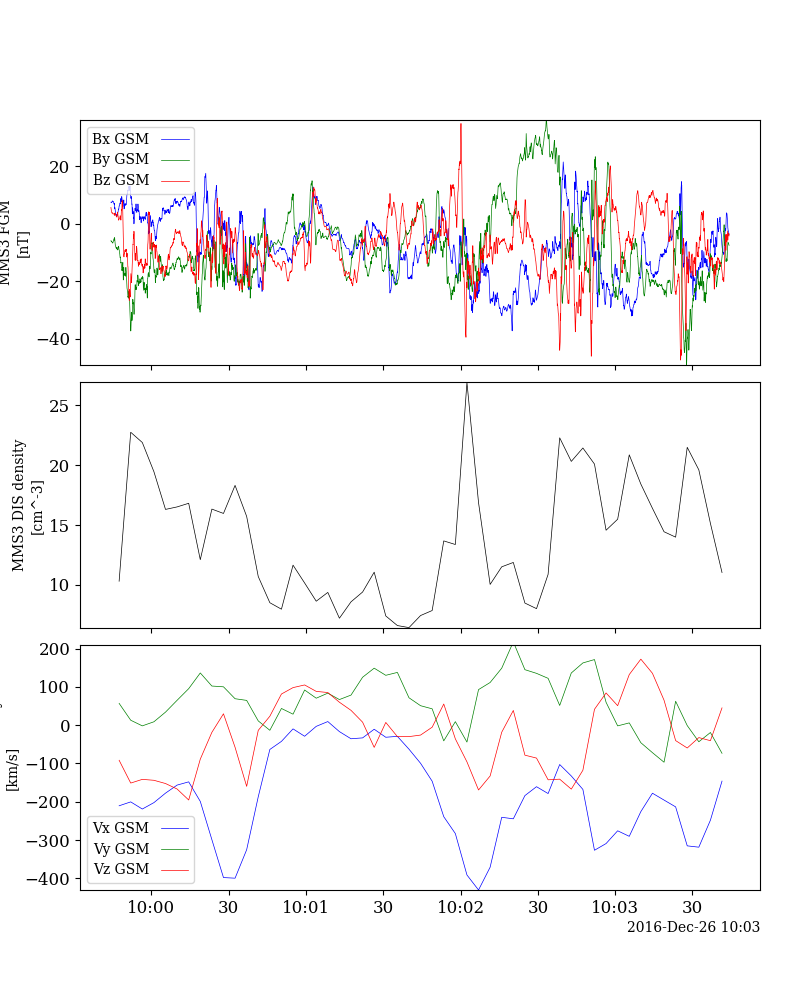 MMS3 FGM
[nT]
Bx GSM
By GSM
Bz GSM
20
0
−20
−40
MMS3 DIS density
[cm^-3]
25
20
15
10
[km/s]
200
100
0
−100
−200
−300
−400
Vx GSM
Vy GSM
Vz GSM
10:00 30 10:01 30 10:02 30 10:03 30
2016-Dec-26 10:03